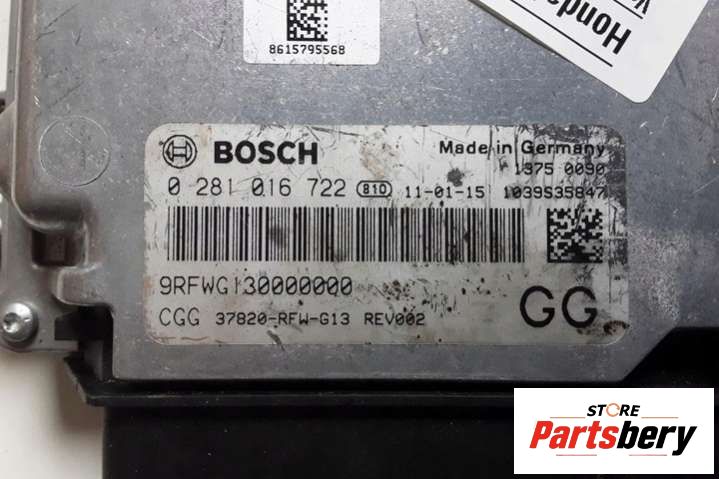 8615795568
Honda
BOSCH
Made in Germany
1375 0090
0 281 016 722 810 11-01-15 1039S35847
9RFWG130000000
CGG 37820-RFW-G13 REV002
GG
STORE
Partsbery